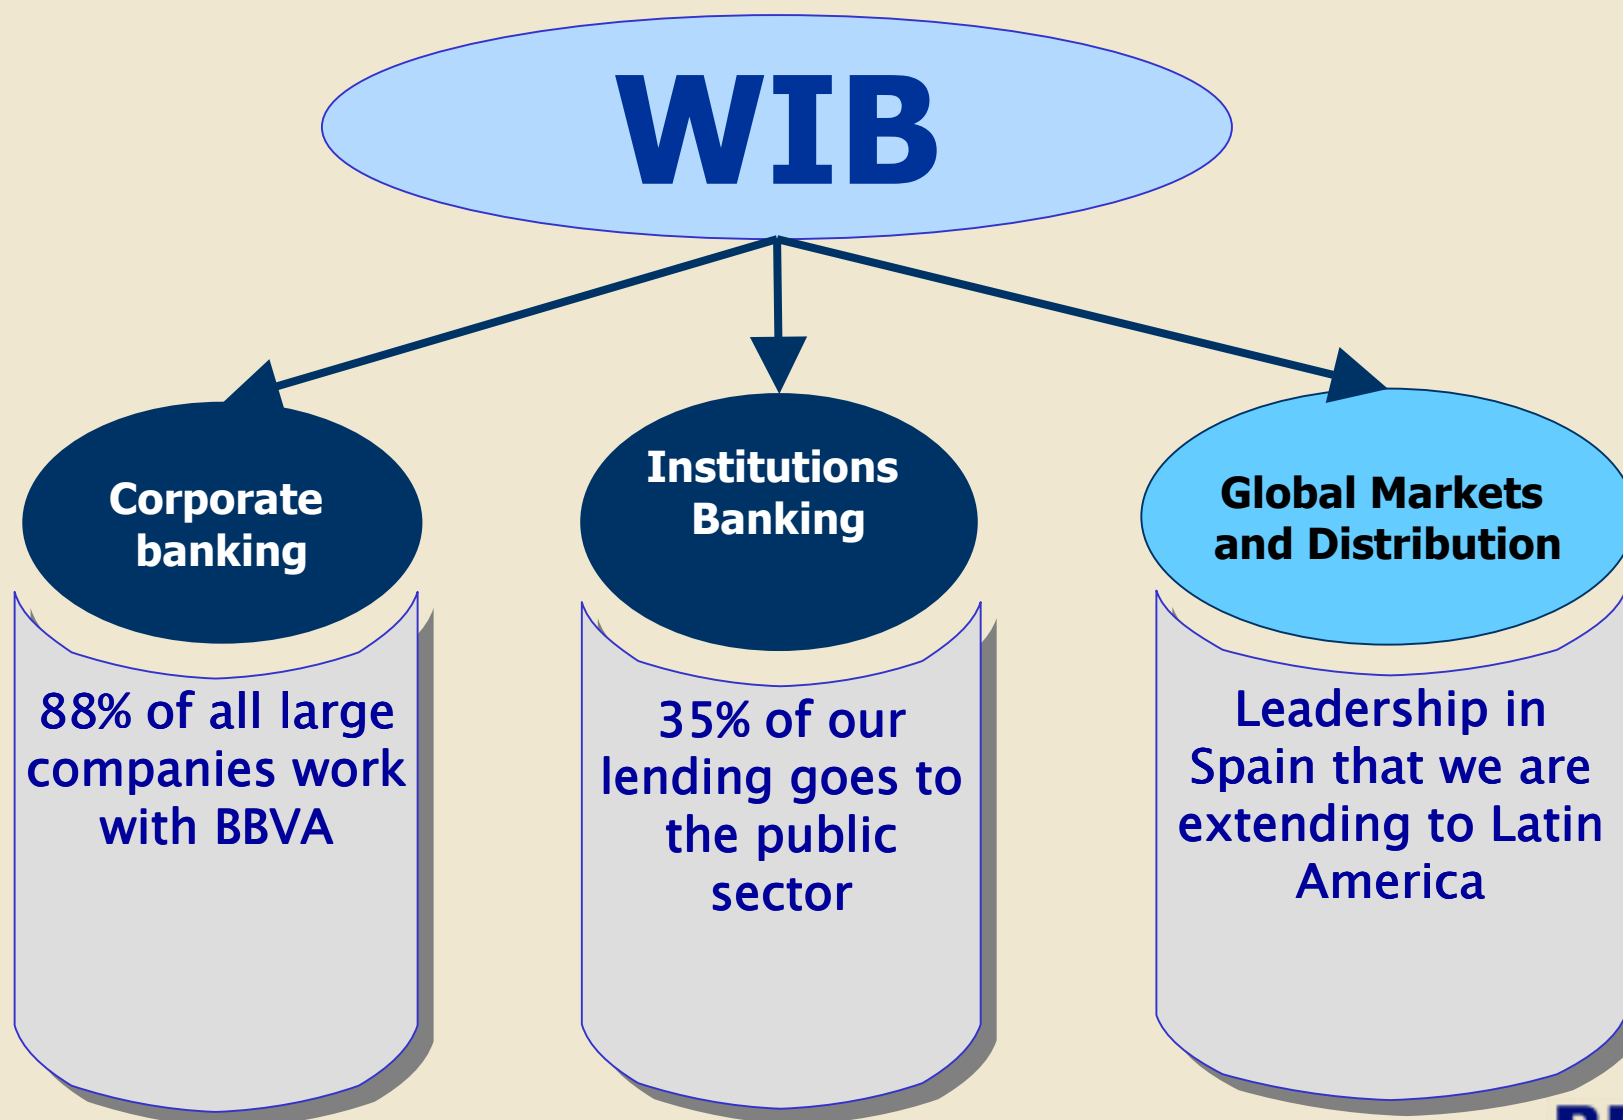 WIB
Corporate
banking
88% of all large
companies work
with BBVA
Institutions
Banking
35% of our
lending goes to
the public
sector
Global Markets
and Distribution
Leadership in
Spain that we are
extending to Latin
America